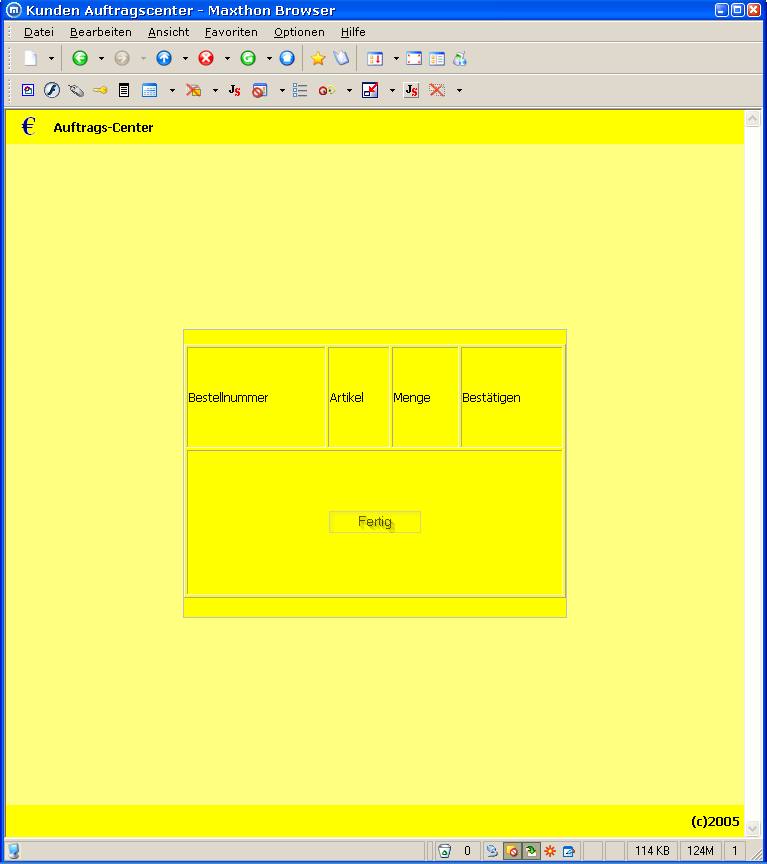 Kunden Auftragscenter - Maxthon Browser
Datei Bearbeiten Ansicht Favoriten Optionen Hilfe
€ Auftrags-Center
Bestellnummer Artikel Menge Bestätigen
Fertig
(c)2005
0 114 KB 124M 1